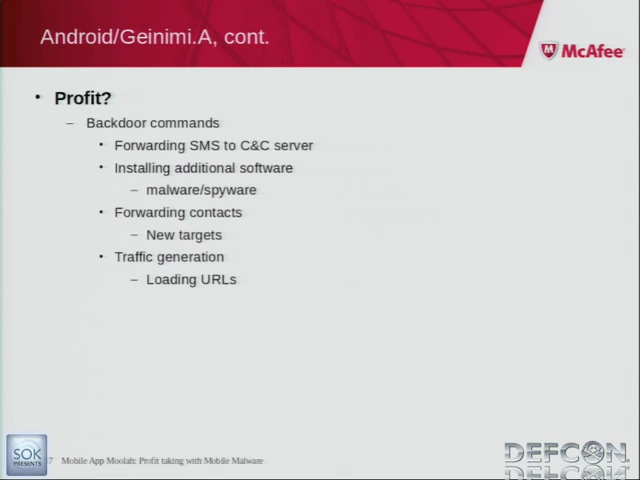 Android/Geinimi.A, cont.
McAfee
• Profit?
– Backdoor commands
• Forwarding SMS to C&C server
• Installing additional software
– malware/spyware
• Forwarding contacts
– New targets
• Traffic generation
– Loading URLs
SOK
PRESENTS
Mobile App Moolah: Profit taking with Mobile Malware
DEFCON